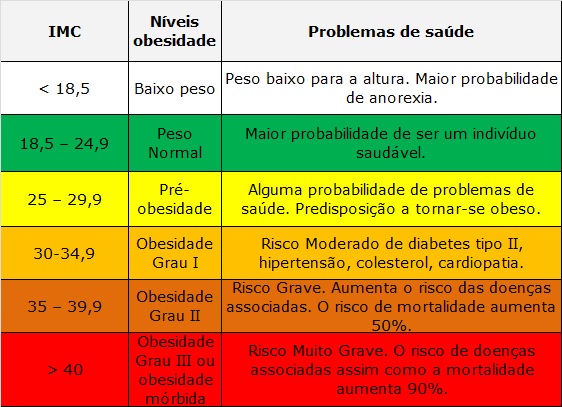 IMC
Níveis
obesidade
Problemas de saúde
< 18,5
Baixo peso
Peso baixo para a altura. Maior probabilidade
de anorexia.
18,5 – 24,9
Peso
Normal
Maior probabilidade de ser um indivíduo
saudável.
25 – 29,9
Pré-
obesidade
Alguma probabilidade de problemas de
saúde. Predisposição a tornar-se obeso.
30-34,9
Obesidade
Grau I
Risco Moderado de diabetes tipo II,
hipertensão, colesterol, cardiopatia.
35 – 39,9
Obesidade
Grau II
Risco Grave. Aumenta o risco das doenças
associadas. O risco de mortalidade aumenta
50%.
> 40
Obesidade
Grau III ou
obesidade
mórbida
Risco Muito Grave. O risco de doenças
associadas assim como a mortalidade
aumenta 90%.